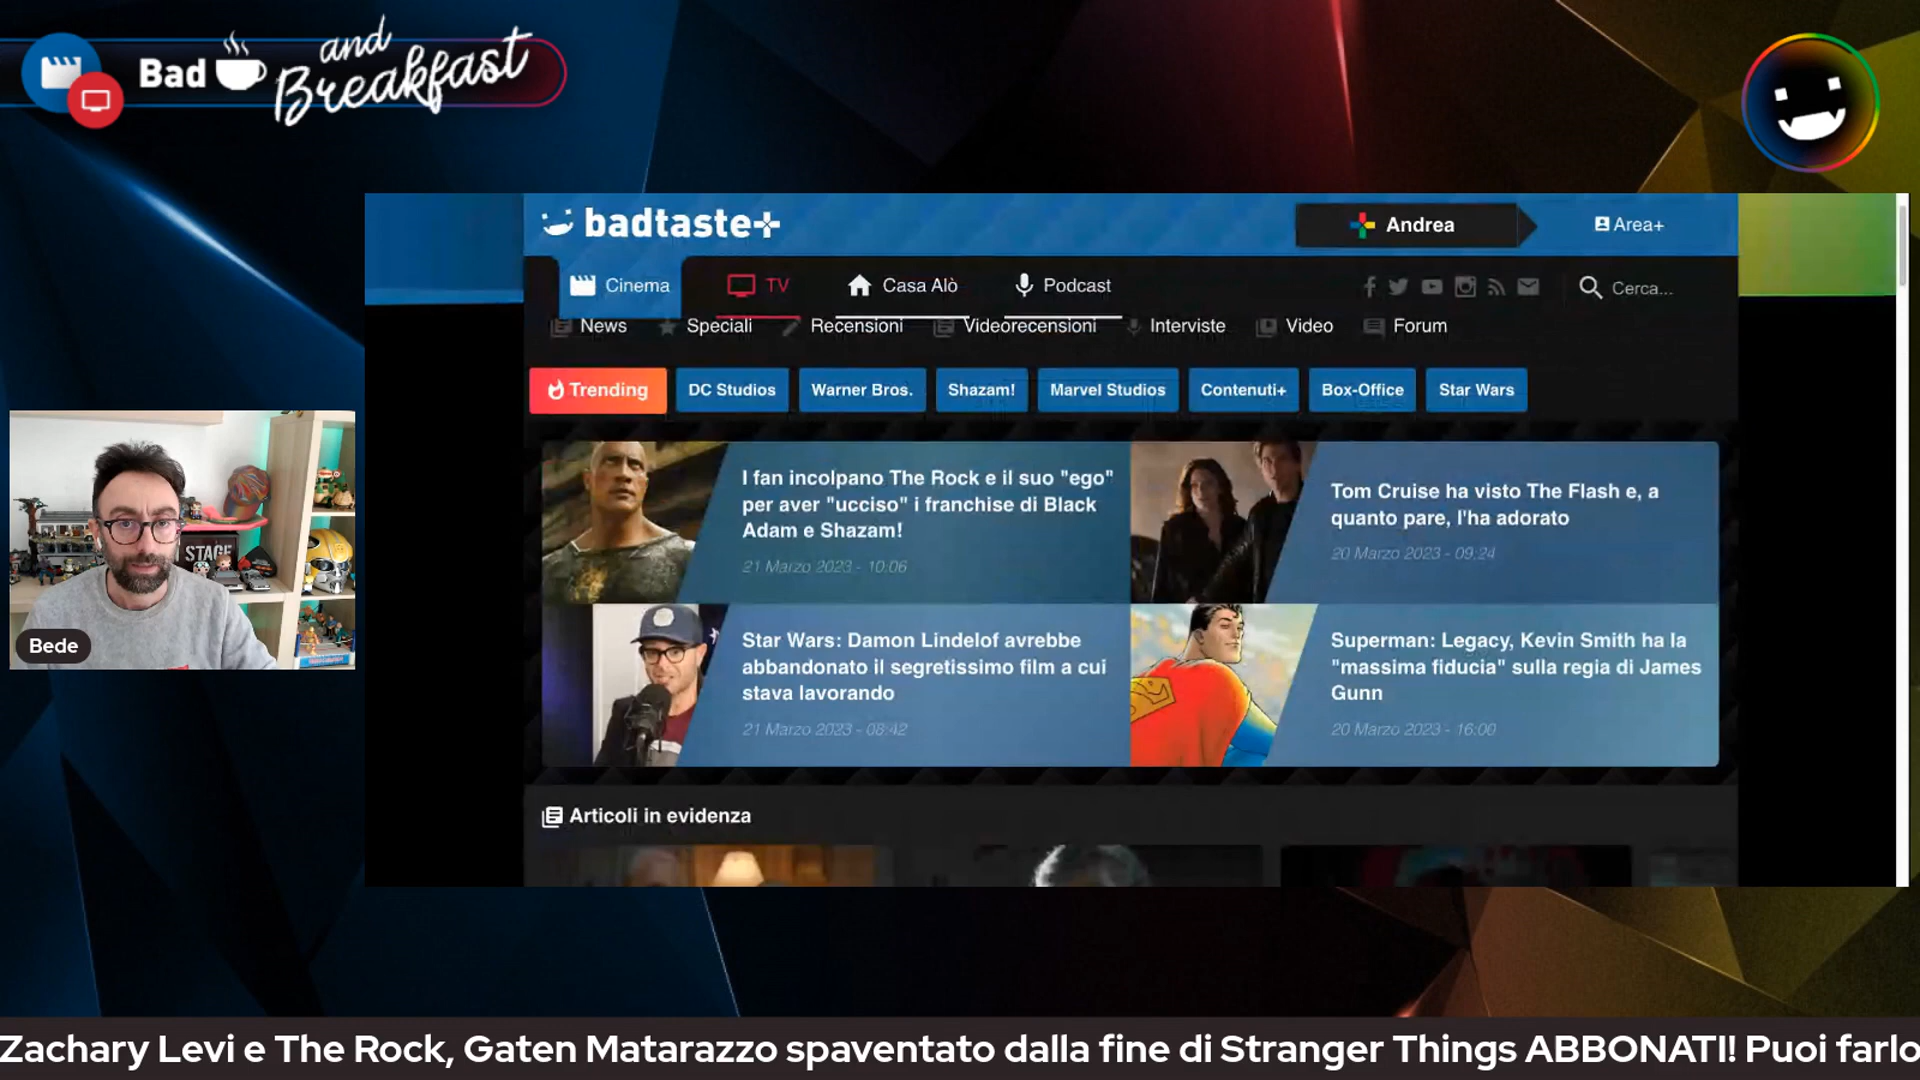 Bad and Breakfast
badtaste+
Andrea
Area+
Cinema
TV
Casa Alò
Podcast
Cerca...
News
Speciali
Recensioni
Videorecensioni
Interviste
Video
Forum
Trending
DC Studios
Warner Bros.
Shazam!
Marvel Studios
Contenuti+
Box-Office
Star Wars
I fan incolpano The Rock e il suo "ego"
per aver "ucciso" i franchise di Black
Adam e Shazam!
21 Marzo 2023 - 10:06
Tom Cruise ha visto The Flash e, a
quanto pare, l'ha adorato
20 Marzo 2023 - 09:24
Star Wars: Damon Lindelof avrebbe
abbandonato il segretissimo film a cui
stava lavorando
21 Marzo 2023 - 08:42
Superman: Legacy, Kevin Smith ha la
"massima fiducia" sulla regia di James
Gunn
20 Marzo 2023 - 16:00
STAGE
Bede
Articoli in evidenza
Zachary Levi e The Rock, Gaten Matarazzo spaventato dalla fine di Stranger Things ABBONATI! Puoi farlo